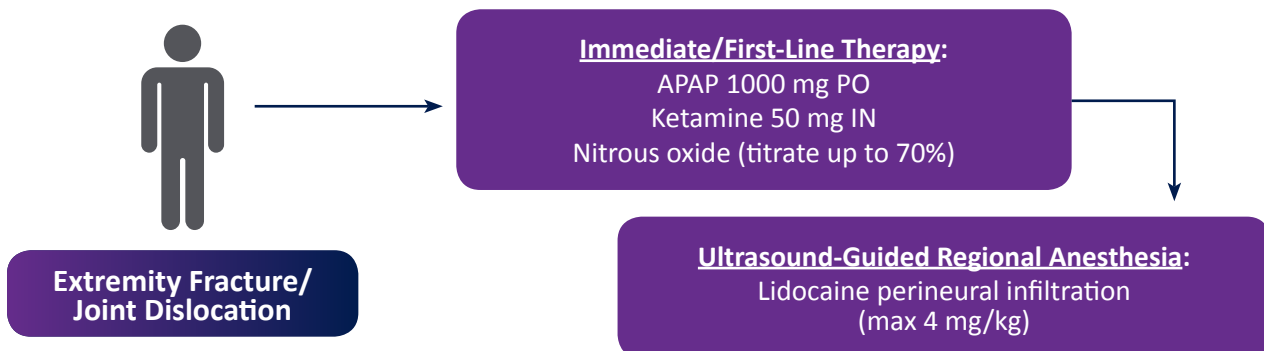 Immediate/First-Line Therapy:
APAP 1000 mg PO
Ketamine 50 mg IN
Nitrous oxide (titrate up to 70%)
Extremity Fracture/
Joint Dislocation
Ultrasound-Guided Regional Anesthesia:
Lidocaine perineural infiltration
(max 4 mg/kg)